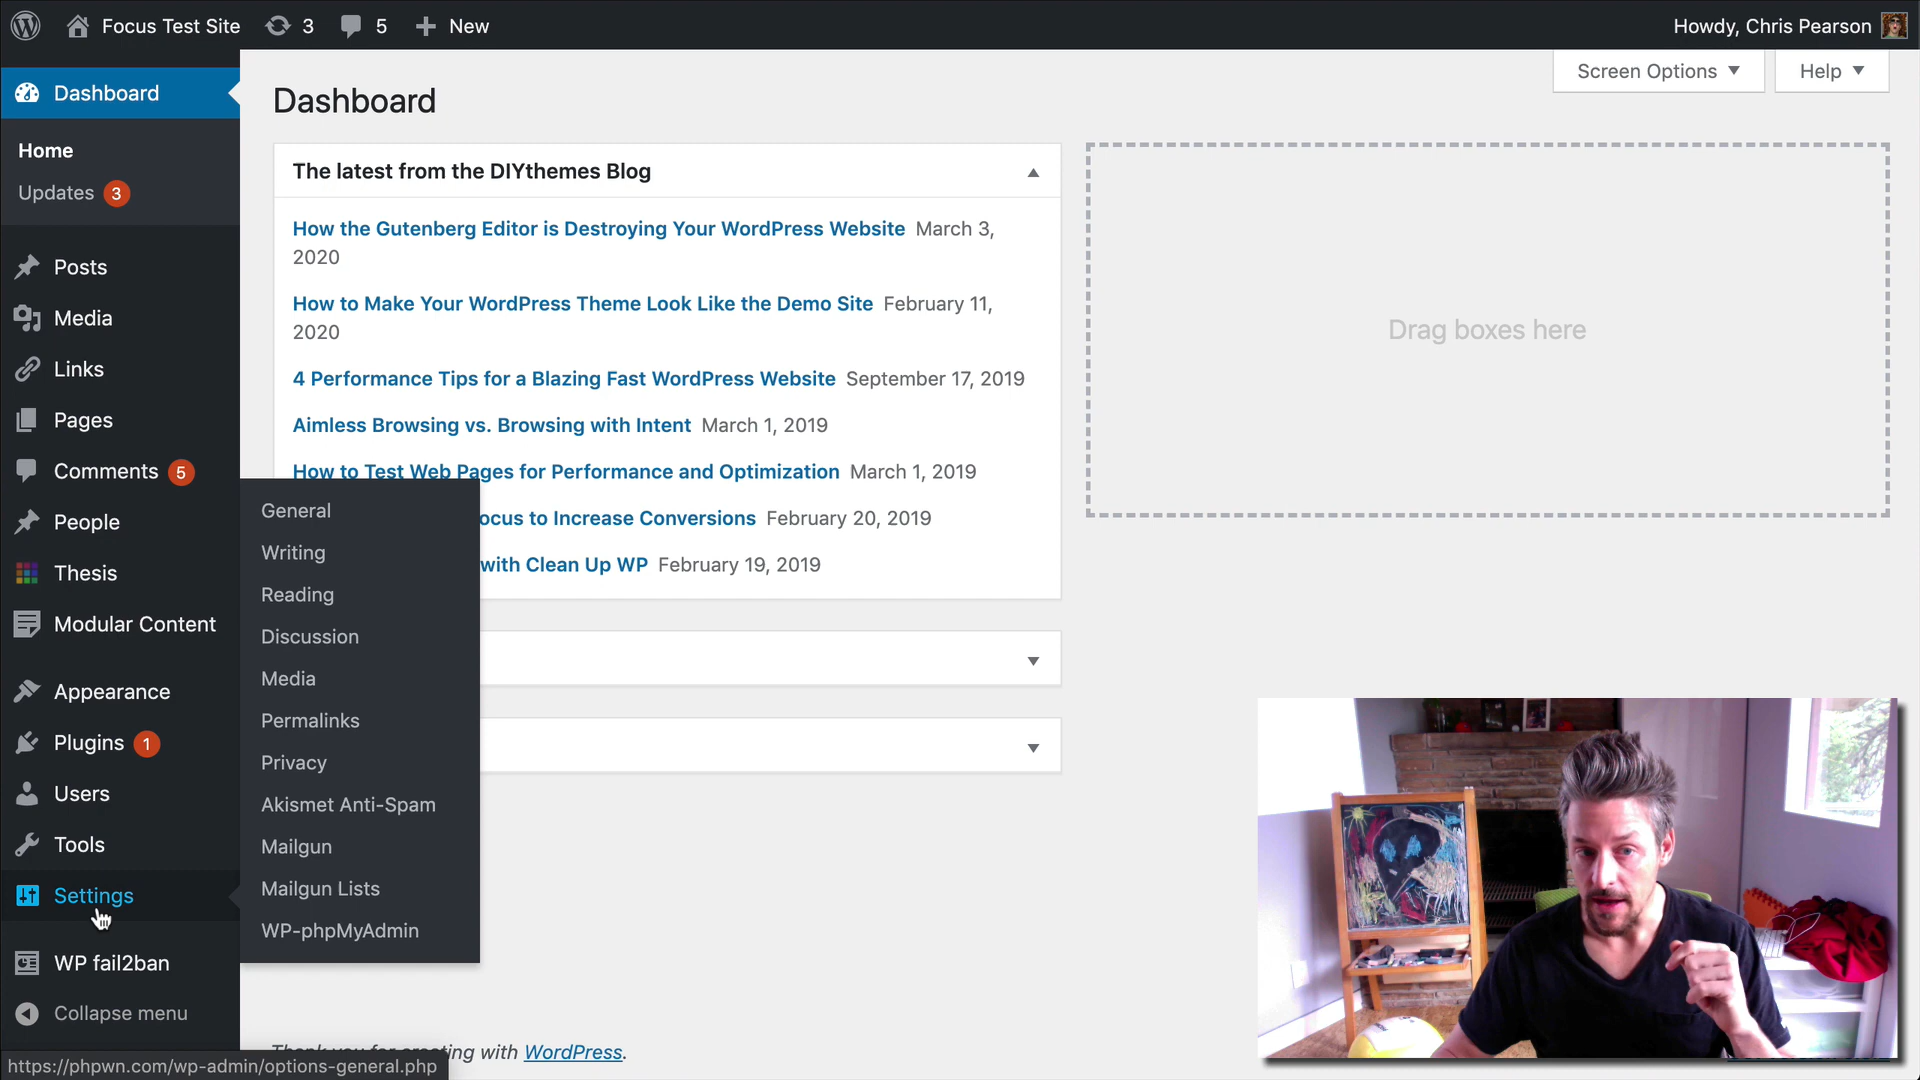 Focus Test Site 3 5 New Howdy, Chris Pearson
Screen Options Help
Dashboard
Home
Updates 3
Posts
Media
Links
Pages
Comments 5
People
Thesis
Modular Content
Appearance
Plugins 1
Users
Tools
Settings
WP fail2ban
Collapse menu
Dashboard
The latest from the DIYthemes Blog
How the Gutenberg Editor is Destroying Your WordPress Website March 3,
2020
How to Make Your WordPress Theme Look Like the Demo Site February 11,
2020
4 Performance Tips for a Blazing Fast WordPress Website September 17, 2019
Aimless Browsing vs. Browsing with Intent March 1, 2019
How to Test Web Pages for Performance and Optimization March 1, 2019
ocus to Increase Conversions February 20, 2019
with Clean Up WP February 19, 2019
Drag boxes here
General
Writing
Reading
Discussion
Media
Permalinks
Privacy
Akismet Anti-Spam
Mailgun
Mailgun Lists
WP-phpMyAdmin
Thank you for creating with WordPress.
https://phpwn.com/wp-admin/options-general.php